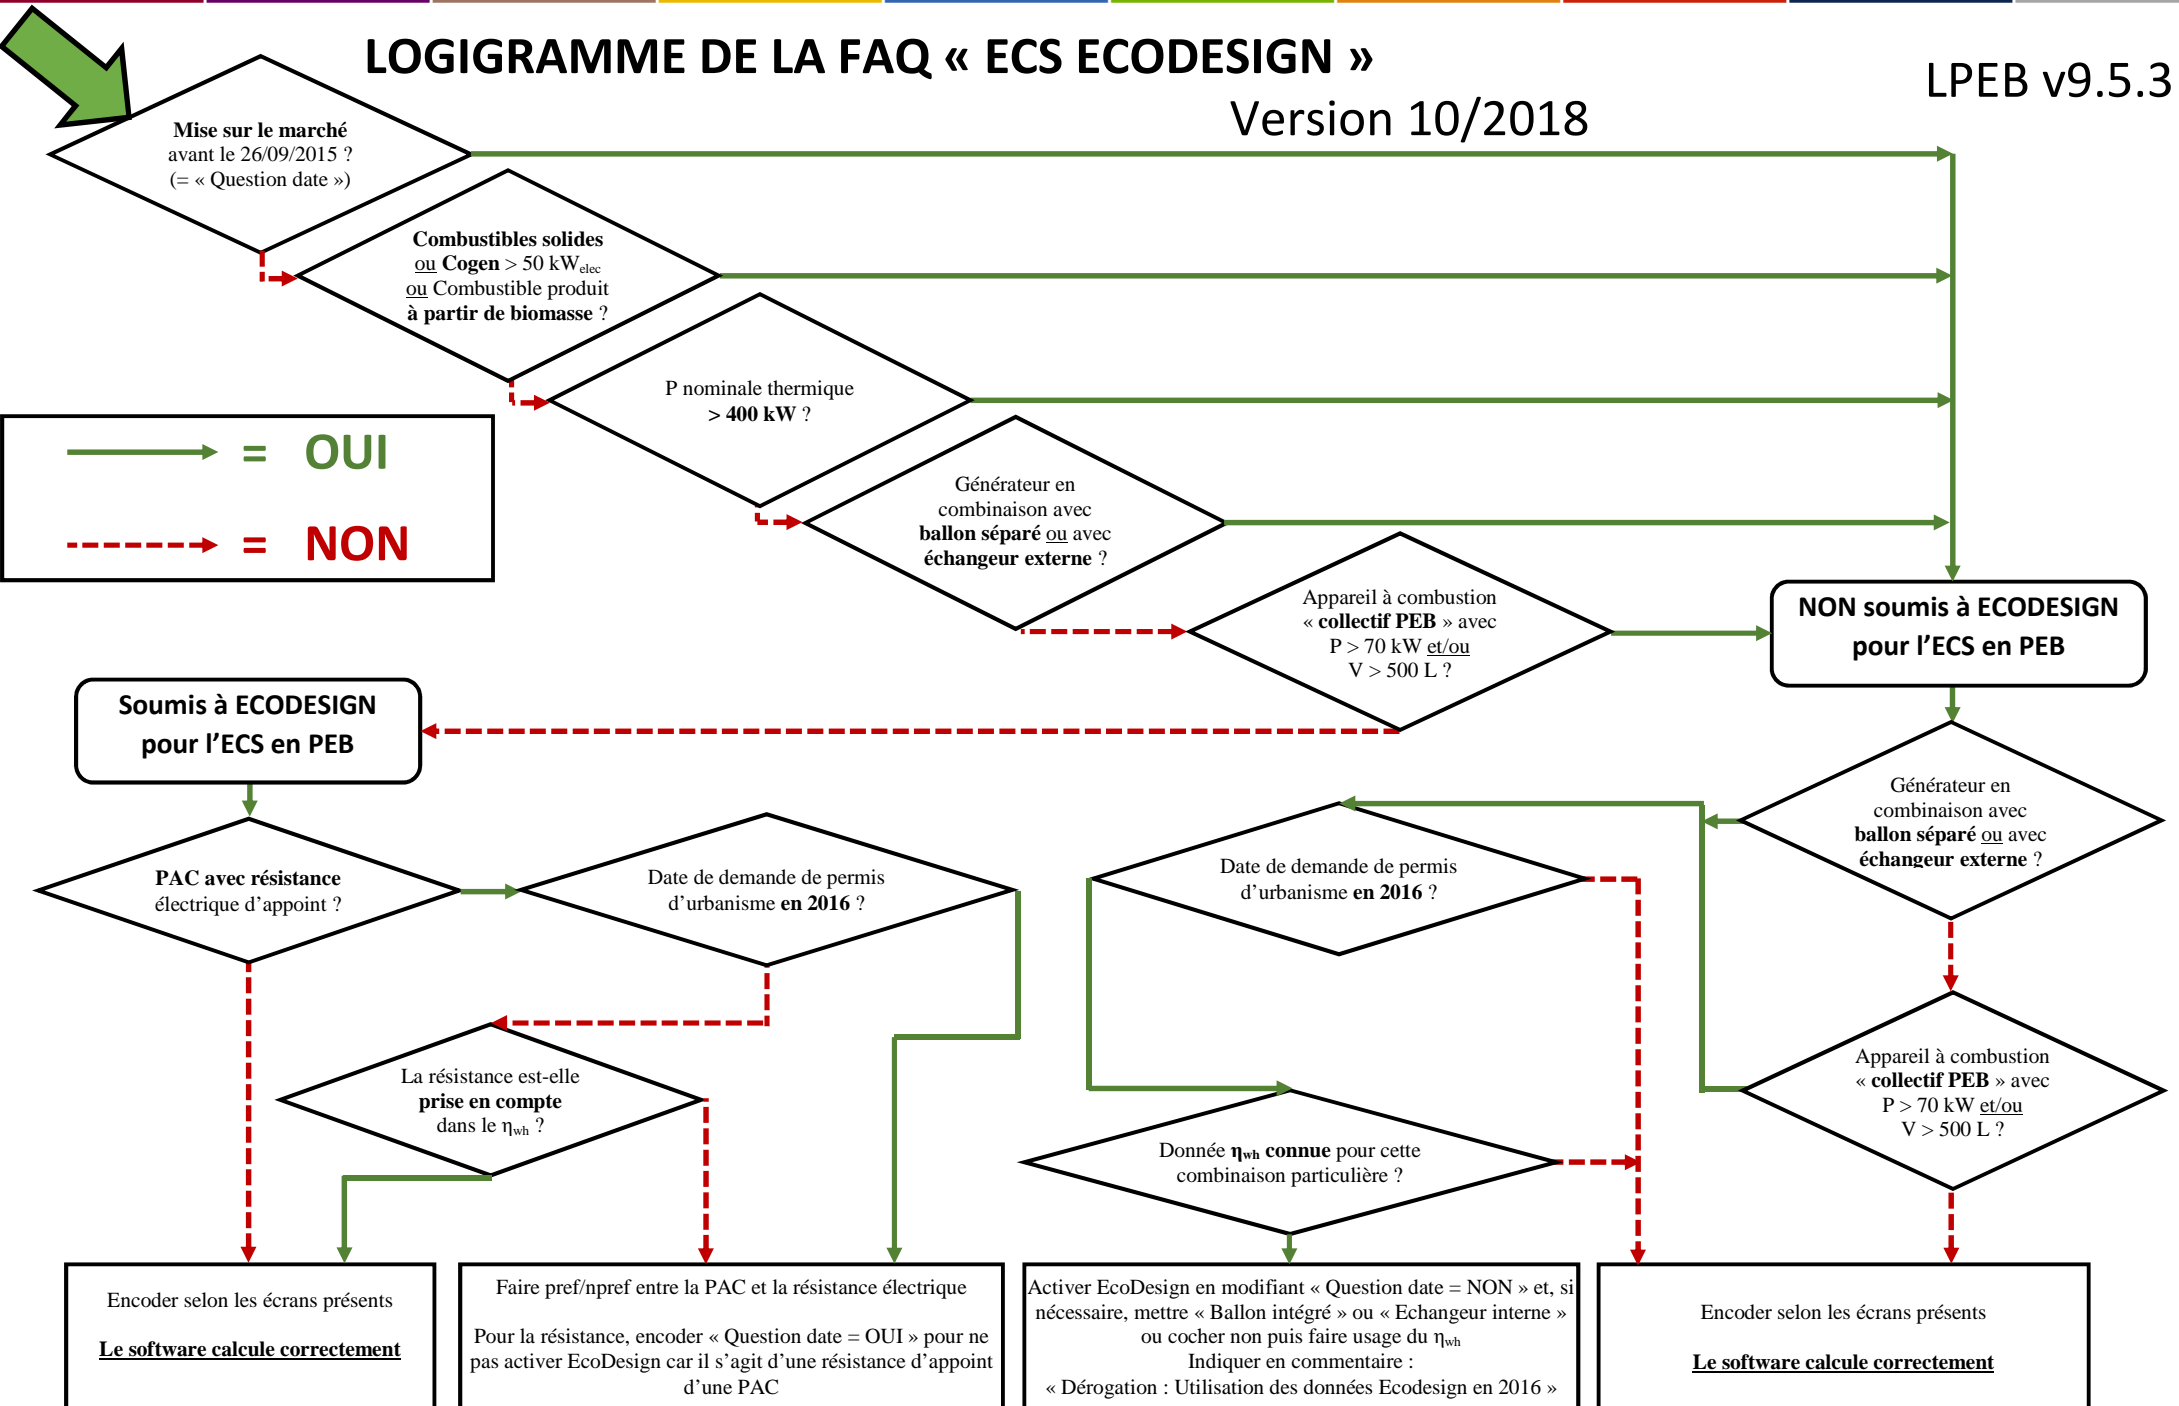 LOGIGRAMME DE LA FAQ « ECS ECODESIGN »
LPEB v9.5.3
Version 10/2018
Mise sur le marché
avant le 26/09/2015 ?
(= « Question date »)
Combustibles solides
ou Cogen > 50 kWelec
ou Combustible produit
à partir de biomasse ?
P nominale thermique
> 400 kW ?
= OUI
= NON
Générateur en
combinaison avec
ballon séparé ou avec
échangeur externe ?
Appareil à combustion
« collectif PEB » avec
P > 70 kW et/ou
V > 500 L ?
NON soumis à ECODESIGN
pour l’ECS en PEB
Soumis à ECODESIGN
pour l’ECS en PEB
Générateur en
combinaison avec
ballon séparé ou avec
échangeur externe ?
PAC avec résistance
électrique d’appoint ?
Date de demande de permis
d’urbanisme en 2016 ?
Date de demande de permis
d’urbanisme en 2016 ?
La résistance est-elle
prise en compte
dans le ηwh ?
Appareil à combustion
« collectif PEB » avec
P > 70 kW et/ou
V > 500 L ?
Donnée ηwh connue pour cette
combinaison particulière ?
Encoder selon les écrans présents
Le software calcule correctement
Faire pref/npref entre la PAC et la résistance électrique
Pour la résistance, encoder « Question date = OUI » pour ne
pas activer EcoDesign car il s’agit d’une résistance d’appoint
d’une PAC
Activer EcoDesign en modifiant « Question date = NON » et, si
nécessaire, mettre « Ballon intégré » ou « Echangeur interne »
ou cocher non puis faire usage du ηwh
Indiquer en commentaire :
« Dérogation : Utilisation des données Ecodesign en 2016 »
Encoder selon les écrans présents
Le software calcule correctement